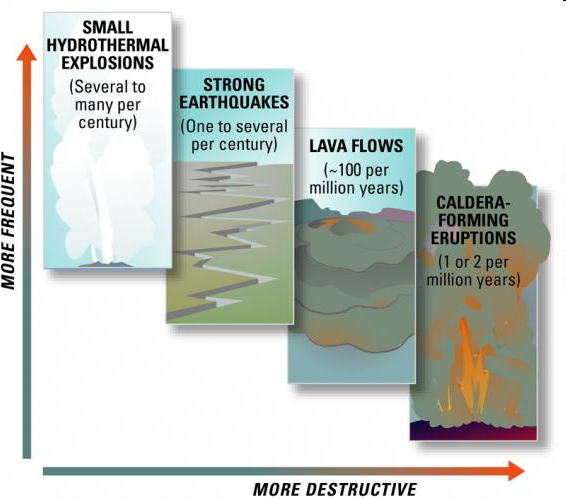 SMALL
HYDROTHERMAL
EXPLOSIONS
(Several to
many per
century)
STRONG
EARTHQUAKES
(One to several
per century)
LAVA FLOWS
(~100 per
million years)
CALDERA-
FORMING
ERUPTIONS
(1 or 2 per
million years)
MORE FREQUENT
MORE DESTRUCTIVE